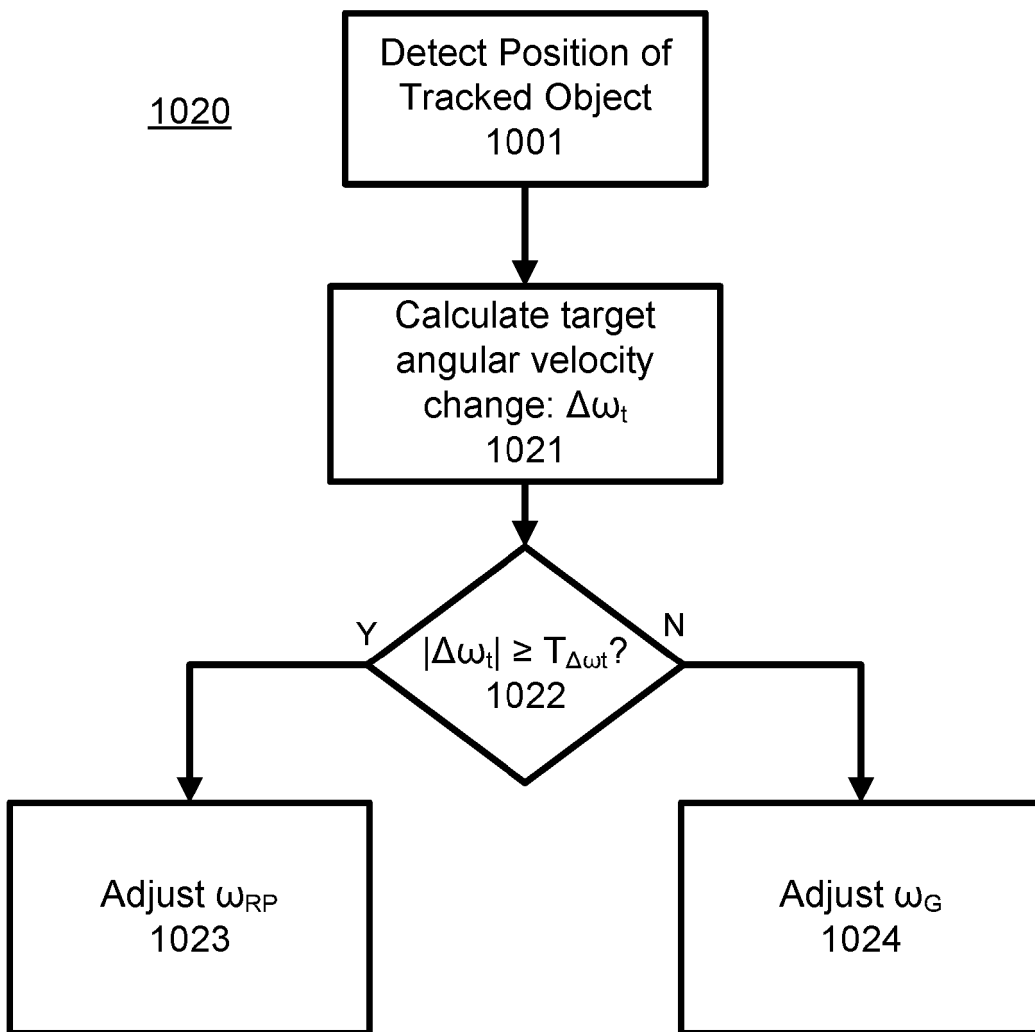 Detect Position of
Tracked Object
1001
1020
Calculate target
angular velocity
change: Δωt
1021
Y
N
|Δωt| ≥ TΔωt?
1022
Adjust ωRP
1023
Adjust ωG
1024